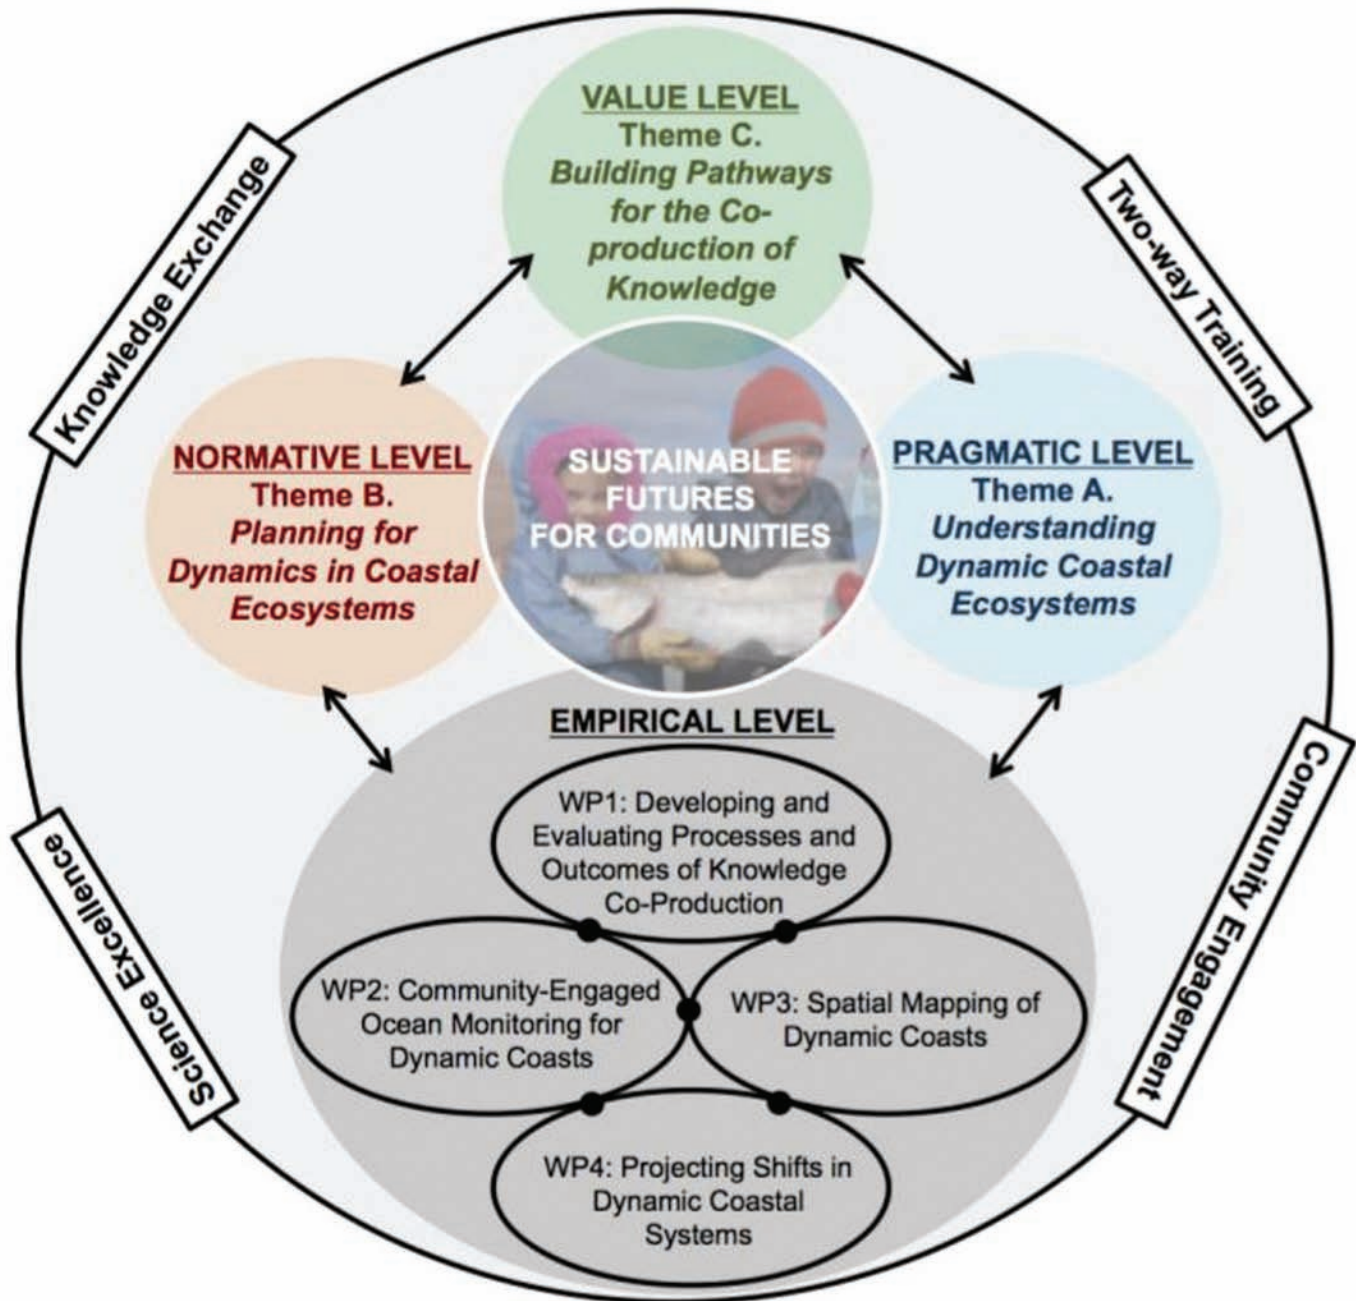 VALUE LEVEL
Theme C.
Building Pathways
for the Co-
production of
Knowledge
Knowledge Exchange
Two-way Training
NORMATIVE LEVEL
Theme B.
Planning for
Dynamics in Coastal
Ecosystems
SUSTAINABLE
FUTURES
FOR COMMUNITIES
PRAGMATIC LEVEL
Theme A.
Understanding
Dynamic Coastal
Ecosystems
EMPIRICAL LEVEL
WP1: Developing and
Evaluating Processes and
Outcomes of Knowledge
Co-Production
WP2: Community-Engaged
Ocean Monitoring for
Dynamic Coasts
WP3: Spatial Mapping of
Dynamic Coasts
WP4: Projecting Shifts in
Dynamic Coastal
Systems
Science Excellence
Community Engagement